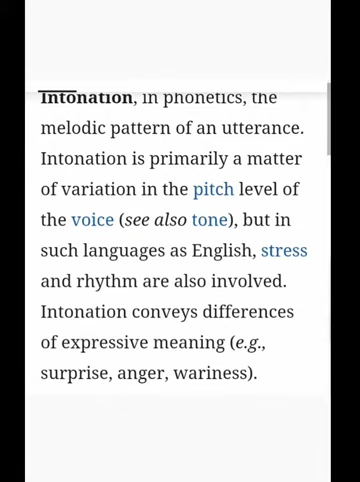 Intonation, in phonetics, the
melodic pattern of an utterance.
Intonation is primarily a matter
of variation in the pitch level of
the voice (see also tone), but in
such languages as English, stress
and rhythm are also involved.
Intonation conveys differences
of expressive meaning (e.g.,
surprise, anger, wariness).